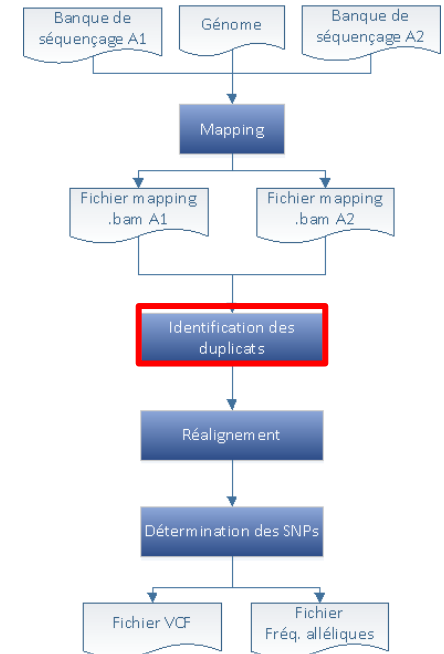 Banque de
séquençage A1
Génome
Banque de
séquençage A2
Mapping
Fichier mapping
.bam A1
Fichier mapping
.bam A2
Identification des
duplicats
Réalignement
Détermination des SNPs
Fichier VCF
Fichier
Fréq. alléliques